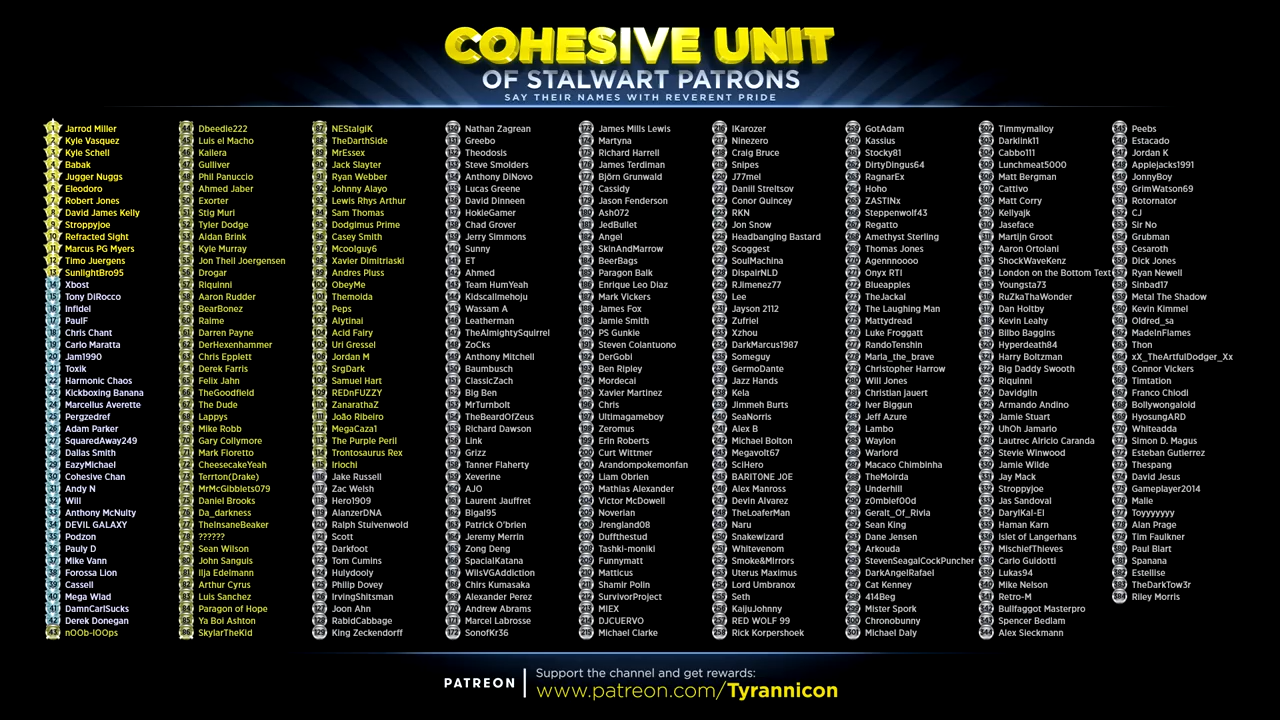 COHESIVE UNIT
OF STALWART PATRONS
SAY THEIR NAMES WITH REVERENT PRIDE
Jarrod Miller
Kyle Vasquez
Kyle Schell
Babak
Jugger Nuggs
Eleodoro
Robert Jones
David James Kelly
Stroppyjoe
Refracted Sight
Marcus PG Myers
Timo Juergens
SunlightBro95
Xbost
Tony DiRocco
Infidel
PaulF
Chris Chant
Carlo Maratta
Jam1990
Toxik
Harmonic Chaos
Kickboxing Banana
Marcellus Averette
Pergzedref
Adam Parker
SquaredAway249
Dallas Smith
EazyMichael
Cohesive Chan
Andy N
Will
Anthony McNulty
DEVIL GALAXY
Podzon
Pauly D
Mike Vann
Forossa Lion
Cassell
Mega Wlad
DamnCarlSucks
Derek Donegan
nOOb-lOOps
Dbeedie222
Luis el Macho
Kallera
Gulliver
Phil Panuccio
Ahmed Jaber
Exorter
Stig Muri
Tyler Dodge
Aidan Brink
Kyle Murray
Jon Theil Joergensen
Drogar
Riquinni
Aaron Rudder
BearBonez
Raime
Darren Payne
DerHexenhammer
Chris Epplett
Derek Farris
Felix Jahn
TheGoodfield
The Dude
Lappys
Mike Robb
Gary Collymore
Mark Fioretto
CheesecakeYeah
Terrton(Drake)
MrMcGibblets079
Daniel Brooks
Da_darkness
TheInsaneBeaker
??????
Sean Wilson
John Sanguis
Ilja Edelmann
Arthur Cyrus
Luis Sanchez
Paragon of Hope
Ya Boi Ashton
SkylarTheKid
NEStalgiK
TheDarthSide
MrEssex
Jack Slayter
Ryan Webber
Johnny Alayo
Lewis Rhys Arthur
Sam Thomas
Dodgimus Prime
Casey Smith
Mcoolguy6
Xavier Dimitriaski
Andres Pluss
ObeyMe
Themolda
Peps
Alytinai
Acid Fairy
Uri Gressel
Jordan M
SrgDark
Samuel Hart
REDnFUZZY
ZanarathaZ
João Ribeiro
MegaCaza1
The Purple Peril
Trontosaurus Rex
Iriochi
Jake Russell
Zac Welsh
Hero1909
AlanzerDNA
Ralph Stuivenwold
Scott
Darkfoot
Tom Cumins
Hulydooly
Philip Dovey
IrvingShitsman
Joon Ahn
RabidCabbage
King Zeckendorff
Nathan Zagrean
Greebo
Theodosis
Steve Smolders
Anthony DiNovo
Lucas Greene
David Dinneen
HokieGamer
Chad Grover
Jerry Simmons
Sunny
ET
Ahmed
Team HumYeah
Kidscallmehoju
Wassam A
Leatherman
TheAlmightySquirrel
ZoCks
Anthony Mitchell
Baumbusch
ClassicZach
Big Ben
MrTurnbolt
TheBeardOfZeus
Richard Dawson
Link
Grizz
Tanner Flaherty
Xeverine
AJO
Laurent Jauffret
Bigal95
Patrick O'brien
Jeremy Merrin
Zong Deng
SpacialKatana
WiisVGAddiction
Chirs Kumasaka
Alexander Perez
Andrew Abrams
Marcel Labrosse
SonofKr36
James Mills Lewis
Martyna
Richard Harrell
James Terdiman
Björn Grunwald
Cassidy
Jason Fenderson
Ash072
JedBullet
Angel
SkinAndMarrow
BeerBags
Paragon Balk
Enrique Leo Diaz
Mark Vickers
James Fox
Jamie Smith
PS Gunkie
Steven Colantuono
DerGobi
Ben Ripley
Mordecai
Xavier Martinez
Chris
Ultimagameboy
Zeromus
Erin Roberts
Curt Wittmer
Arandompokemonfan
Liam Obrien
Mathias Alexander
Victor McDowell
Noverian
Jrengland08
Duffthestud
Tashki-moniki
Funnymatt
Matticus
Shamir Polin
SurvivorProject
MIEX
DJCUERVO
Michael Clarke
IKarozer
Ninezero
Craig Bruce
Snipes
J77mel
Daniil Streltsov
Conor Quincey
RKN
Jon Snow
Headbanging Bastard
Scoggest
SoulMachina
DispairNLD
RJimenez77
Lee
Jayson 2112
Zufriel
Xzhou
DarkMarcus1987
Someguy
GermoDante
Jazz Hands
Kela
Jimmeh Burts
SeaNorris
Alex B
Michael Bolton
Megavolt67
SciHero
BARITONE JOE
Alex Manross
Devin Alvarez
TheLoaferMan
Naru
Snakewizard
Whitevenom
Smoke&Mirrors
Uterus Maximus
Lord Umbranox
Seth
KaijuJohnny
RED WOLF 99
Rick Korpershoek
GotAdam
Kassius
Stocky81
DirtyDingus64
RagnarEx
Hoho
ZASTINx
Steppenwolf43
Regatto
Amethyst Sterling
Thomas Jones
Agennnoooo
Onyx RTI
Blueapples
TheJackal
The Laughing Man
Mattydread
Luke Froggatt
RandoTenshin
Marla_the_brave
Christopher Harrow
Will Jones
Christian Jauert
Iver Biggun
Jeff Azure
Lambo
Waylon
Warlord
Macaco Chimbinha
TheMoirda
Underhill
z0mbief00d
Geralt_Of_Rivia
Sean King
Dane Jensen
Arkouda
StevenSeagalCockPuncher
DarkAngelRafael
Cat Kenney
414Beg
Mister Spork
Chronobunny
Michael Daly
Timmymalloy
Darklink11
Cabbo111
Lunchmeat5000
Matt Bergman
Cattivo
Matt Corry
Kellyajk
Jaseface
Martijn Groot
Aaron Ortolani
ShockWaveKenz
London on the Bottom Text
Youngsta73
RuZkaThaWonder
Dan Holtby
Kevin Leahy
Bilbo Baggins
Hyperdeath84
Harry Boltzman
Big Daddy Swooth
Riquinni
Davidgiln
Armando Andino
Jamie Stuart
UhOh Jamario
Lautrec Alricio Caranda
Stevie Winwood
Jamie Wilde
Jay Mack
Stroppyjoe
Jas Sandoval
DarylKal-El
Haman Karn
Islet of Langerhans
MischiefThieves
Carlo Guidotti
Lukas94
Mike Nelson
Retro-M
Bullfaggot Masterpro
Spencer Bedlam
Alex Sieckmann
Peebs
Estacado
Jordan K
Applejacks1991
JonnyBoy
GrimWatson69
Rotornator
CJ
Sir No
Grubman
Cesaroth
Dick Jones
Ryan Newell
Sinbad17
Metal The Shadow
Kevin Kimmel
Oldred_sa
MadeInFlames
Thon
xX_TheArtfulDodger_Xx
Connor Vickers
Timtation
Franco Chiodi
Bollywongaloid
HyosungARD
Whiteadda
Simon D. Magus
Esteban Gutierrez
Thespang
David Jesus
Gameplayer2014
Malie
Toyyyyyyy
Alan Prage
Tim Faulkner
Paul Blart
Spanana
Estellise
TheDarkTow3r
Riley Morris
PATREON
Support the channel and get rewards:
www.patreon.com/Tyrannicon